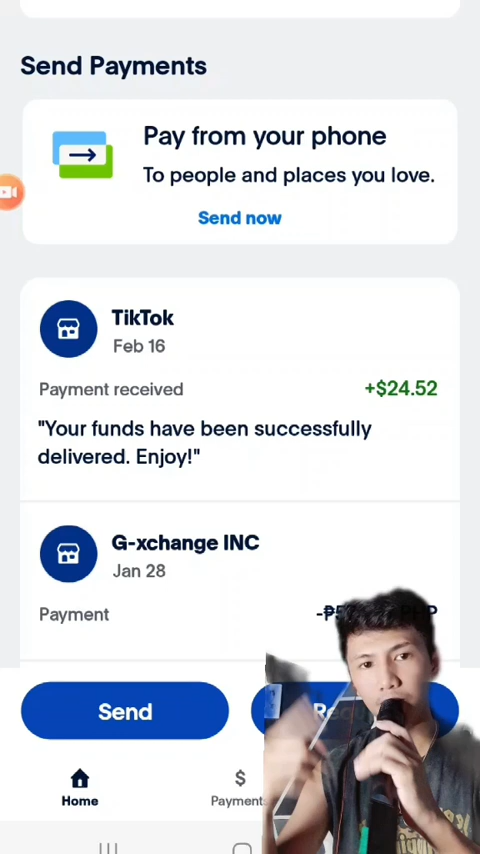 Send Payments
Pay from your phone
To people and places you love.
Send now
TikTok
Feb 16
Payment received
+$24.52
"Your funds have been successfully
delivered. Enjoy!"
G-xchange INC
Jan 28
Payment
PHP
Send
$
Home